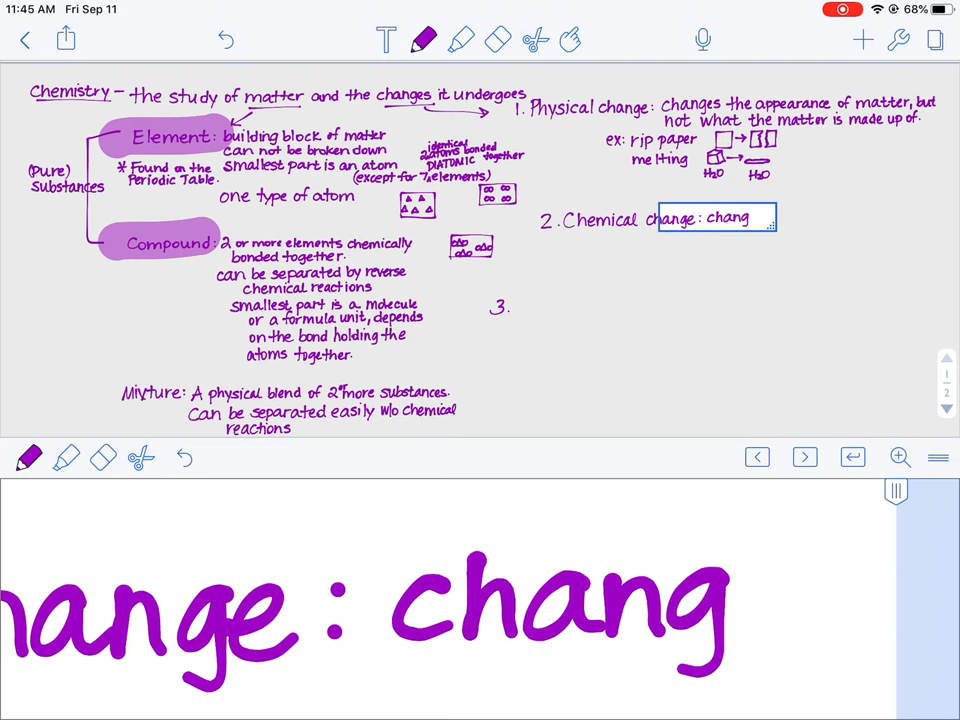 11:45 AM Fri Sep 11
68%
T
Chemistry - the study of matter and the changes it undergoes
Element: building block of matter
can not be broken down
smallest part is an atom
(except for 7 elements)
identical
2 atoms bonded
DIATONIC together
* Found on the
Periodic Table.
one type of atom
(Pure)
Substances
Compound: 2 or more elements chemically
bonded together.
can be separated by reverse
chemical reactions
smallest part is a molecule
or a formula unit, depends
on the bond holding the
atoms together.
Mixture: A physical blend of 2 or more substances.
Can be separated easily w/o chemical
reactions
1. Physical change: changes the appearance of matter, but
not what the matter is made up of.
ex: rip paper
melting
H2O H2O
2. Chemical change: chang
3.
1
2
hange: chang